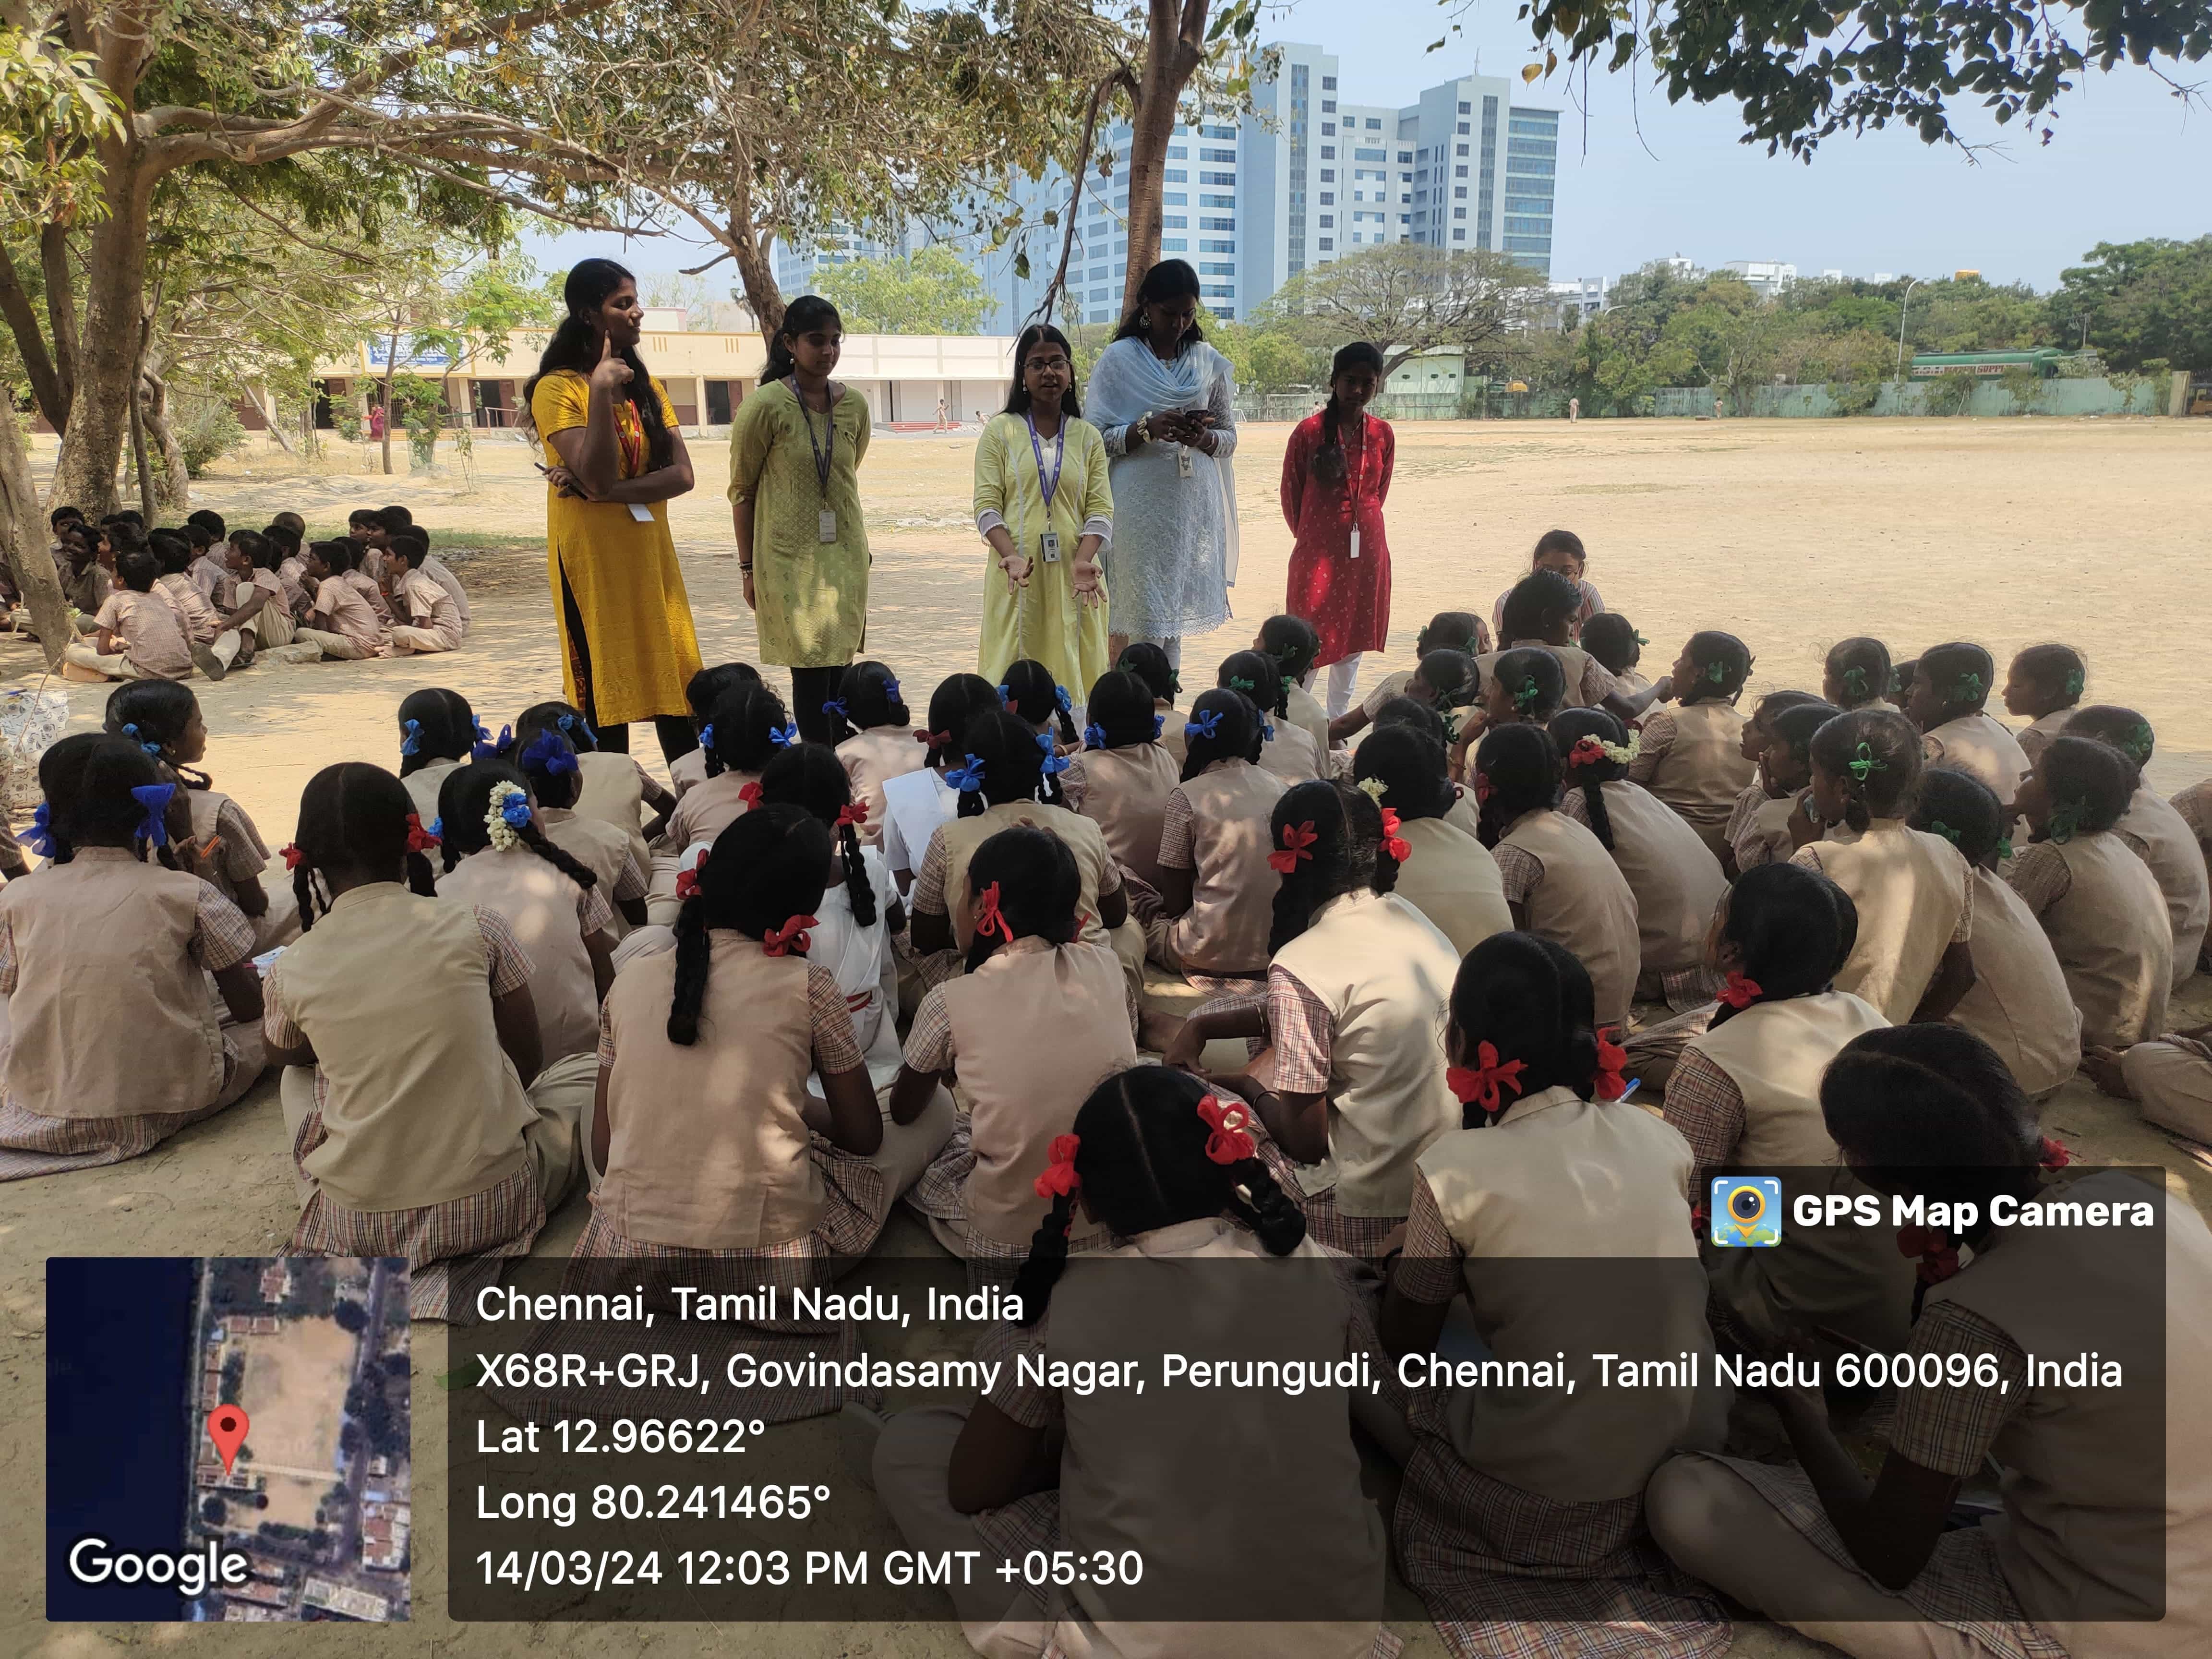 GPS Map Camera
Chennai, Tamil Nadu, India
X68R+GRJ, Govindasamy Nagar, Perungudi, Chennai, Tamil Nadu 600096, India
Lat 12.96622°
Long 80.241465°
14/03/24 12:03 PM GMT +05:30
Google